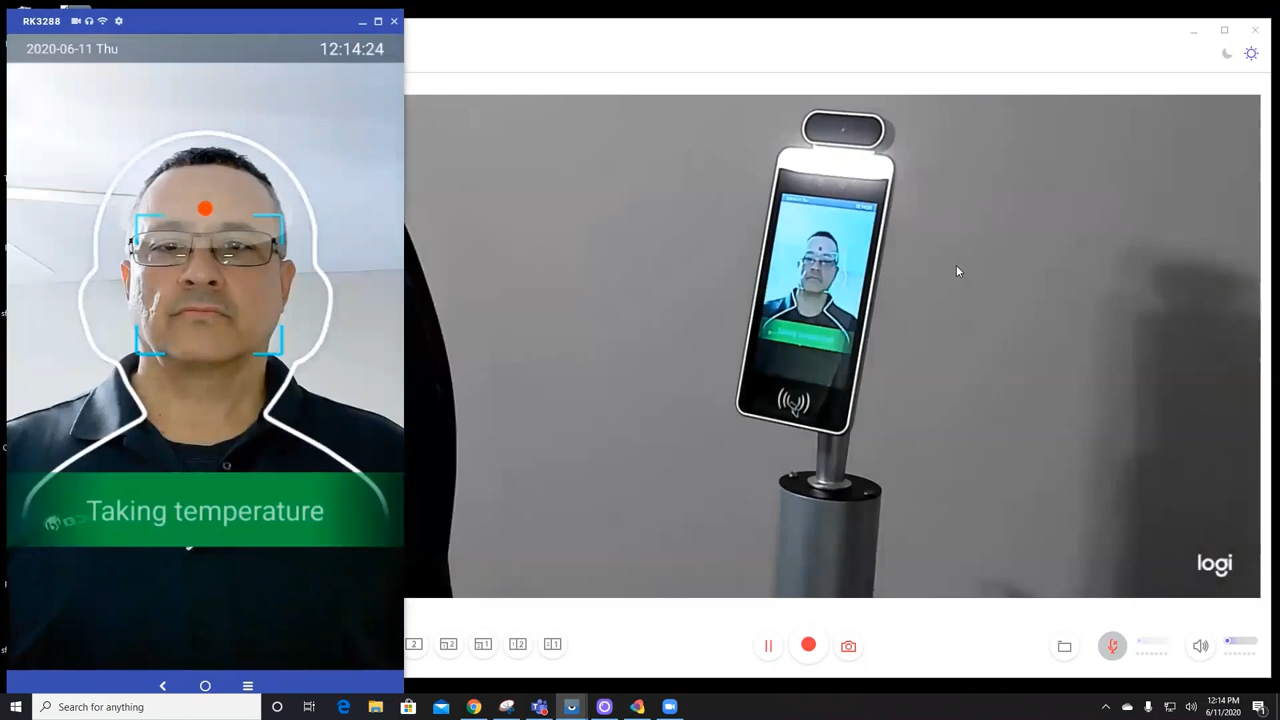 RK3288
2020-06-11 Thu
12:14:24
Taking temperature
logi
2
Search for anything
12:14 PM
6/11/2020